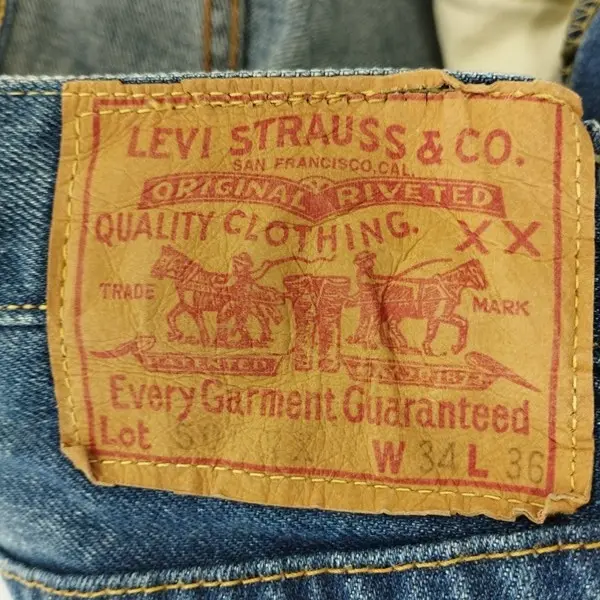 LEVI STRAUSS & CO.
SAN FRANCISCO, CAL.
ORIGINAL RIVETED
QUALITY CLOTHING.
XX
TRADE MARK
Every Garment Guaranteed
Lot
W 34 L 36